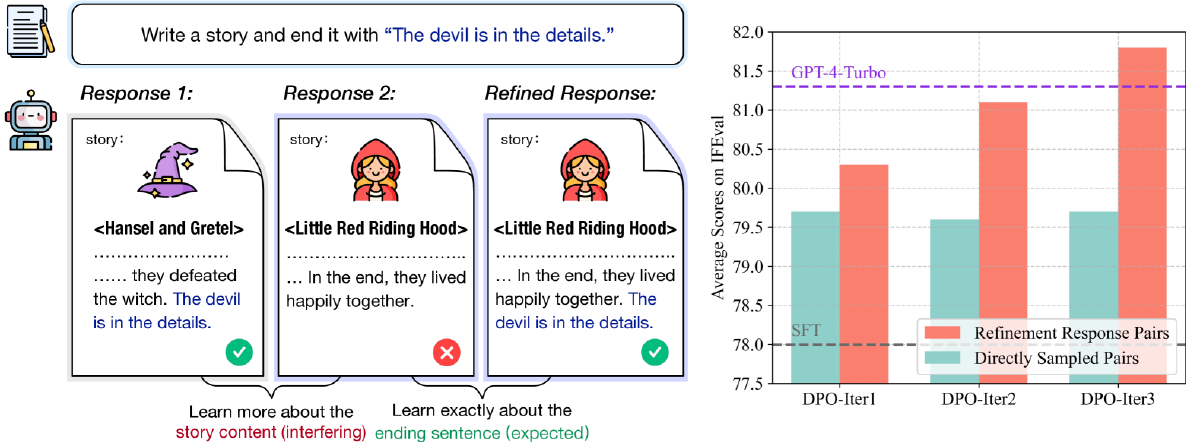 Write a story and end it with “The devil is in the details.”
Response 1:
Response 2:
Refined Response:
story:
<Hansel and Gretel>
...... they defeated
the witch. The devil
is in the details.
story:
<Little Red Riding Hood>
... In the end, they lived
happily together.
story:
<Little Red Riding Hood>
... In the end, they lived
happily together. The
devil is in the details.
Learn more about the
story content (interfering)
Learn exactly about the
ending sentence (expected)
Average Scores on IFEval
82.0
81.5
81.0
80.5
80.0
79.5
79.0
78.5
78.0
77.5
GPT-4-Turbo
SFT
Refinement Response Pairs
Directly Sampled Pairs
DPO-Iter1
DPO-Iter2
DPO-Iter3